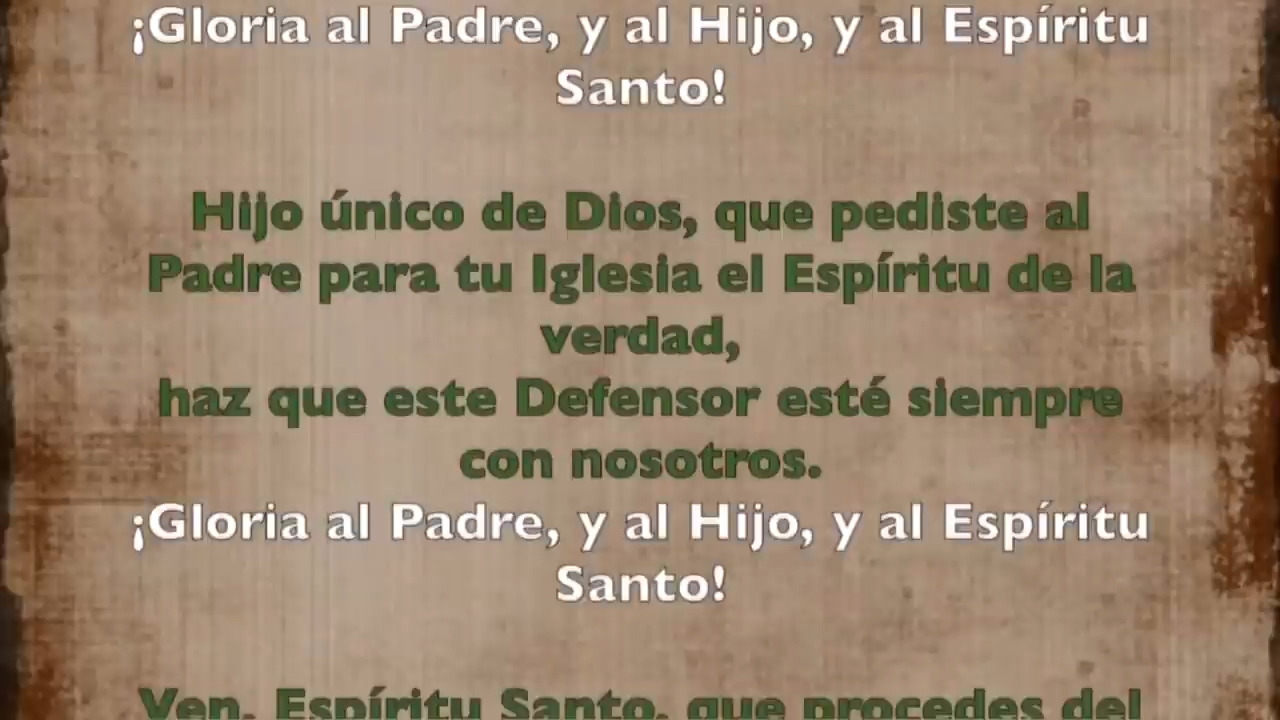 ¡Gloria al Padre, y al Hijo, y al Espíritu
Santo!
Hijo único de Dios, que pediste al
Padre para tu Iglesia el Espíritu de la
verdad,
haz que este Defensor esté siempre
con nosotros.
¡Gloria al Padre, y al Hijo, y al Espíritu
Santo!
Ven, Espíritu Santo, que procedes del